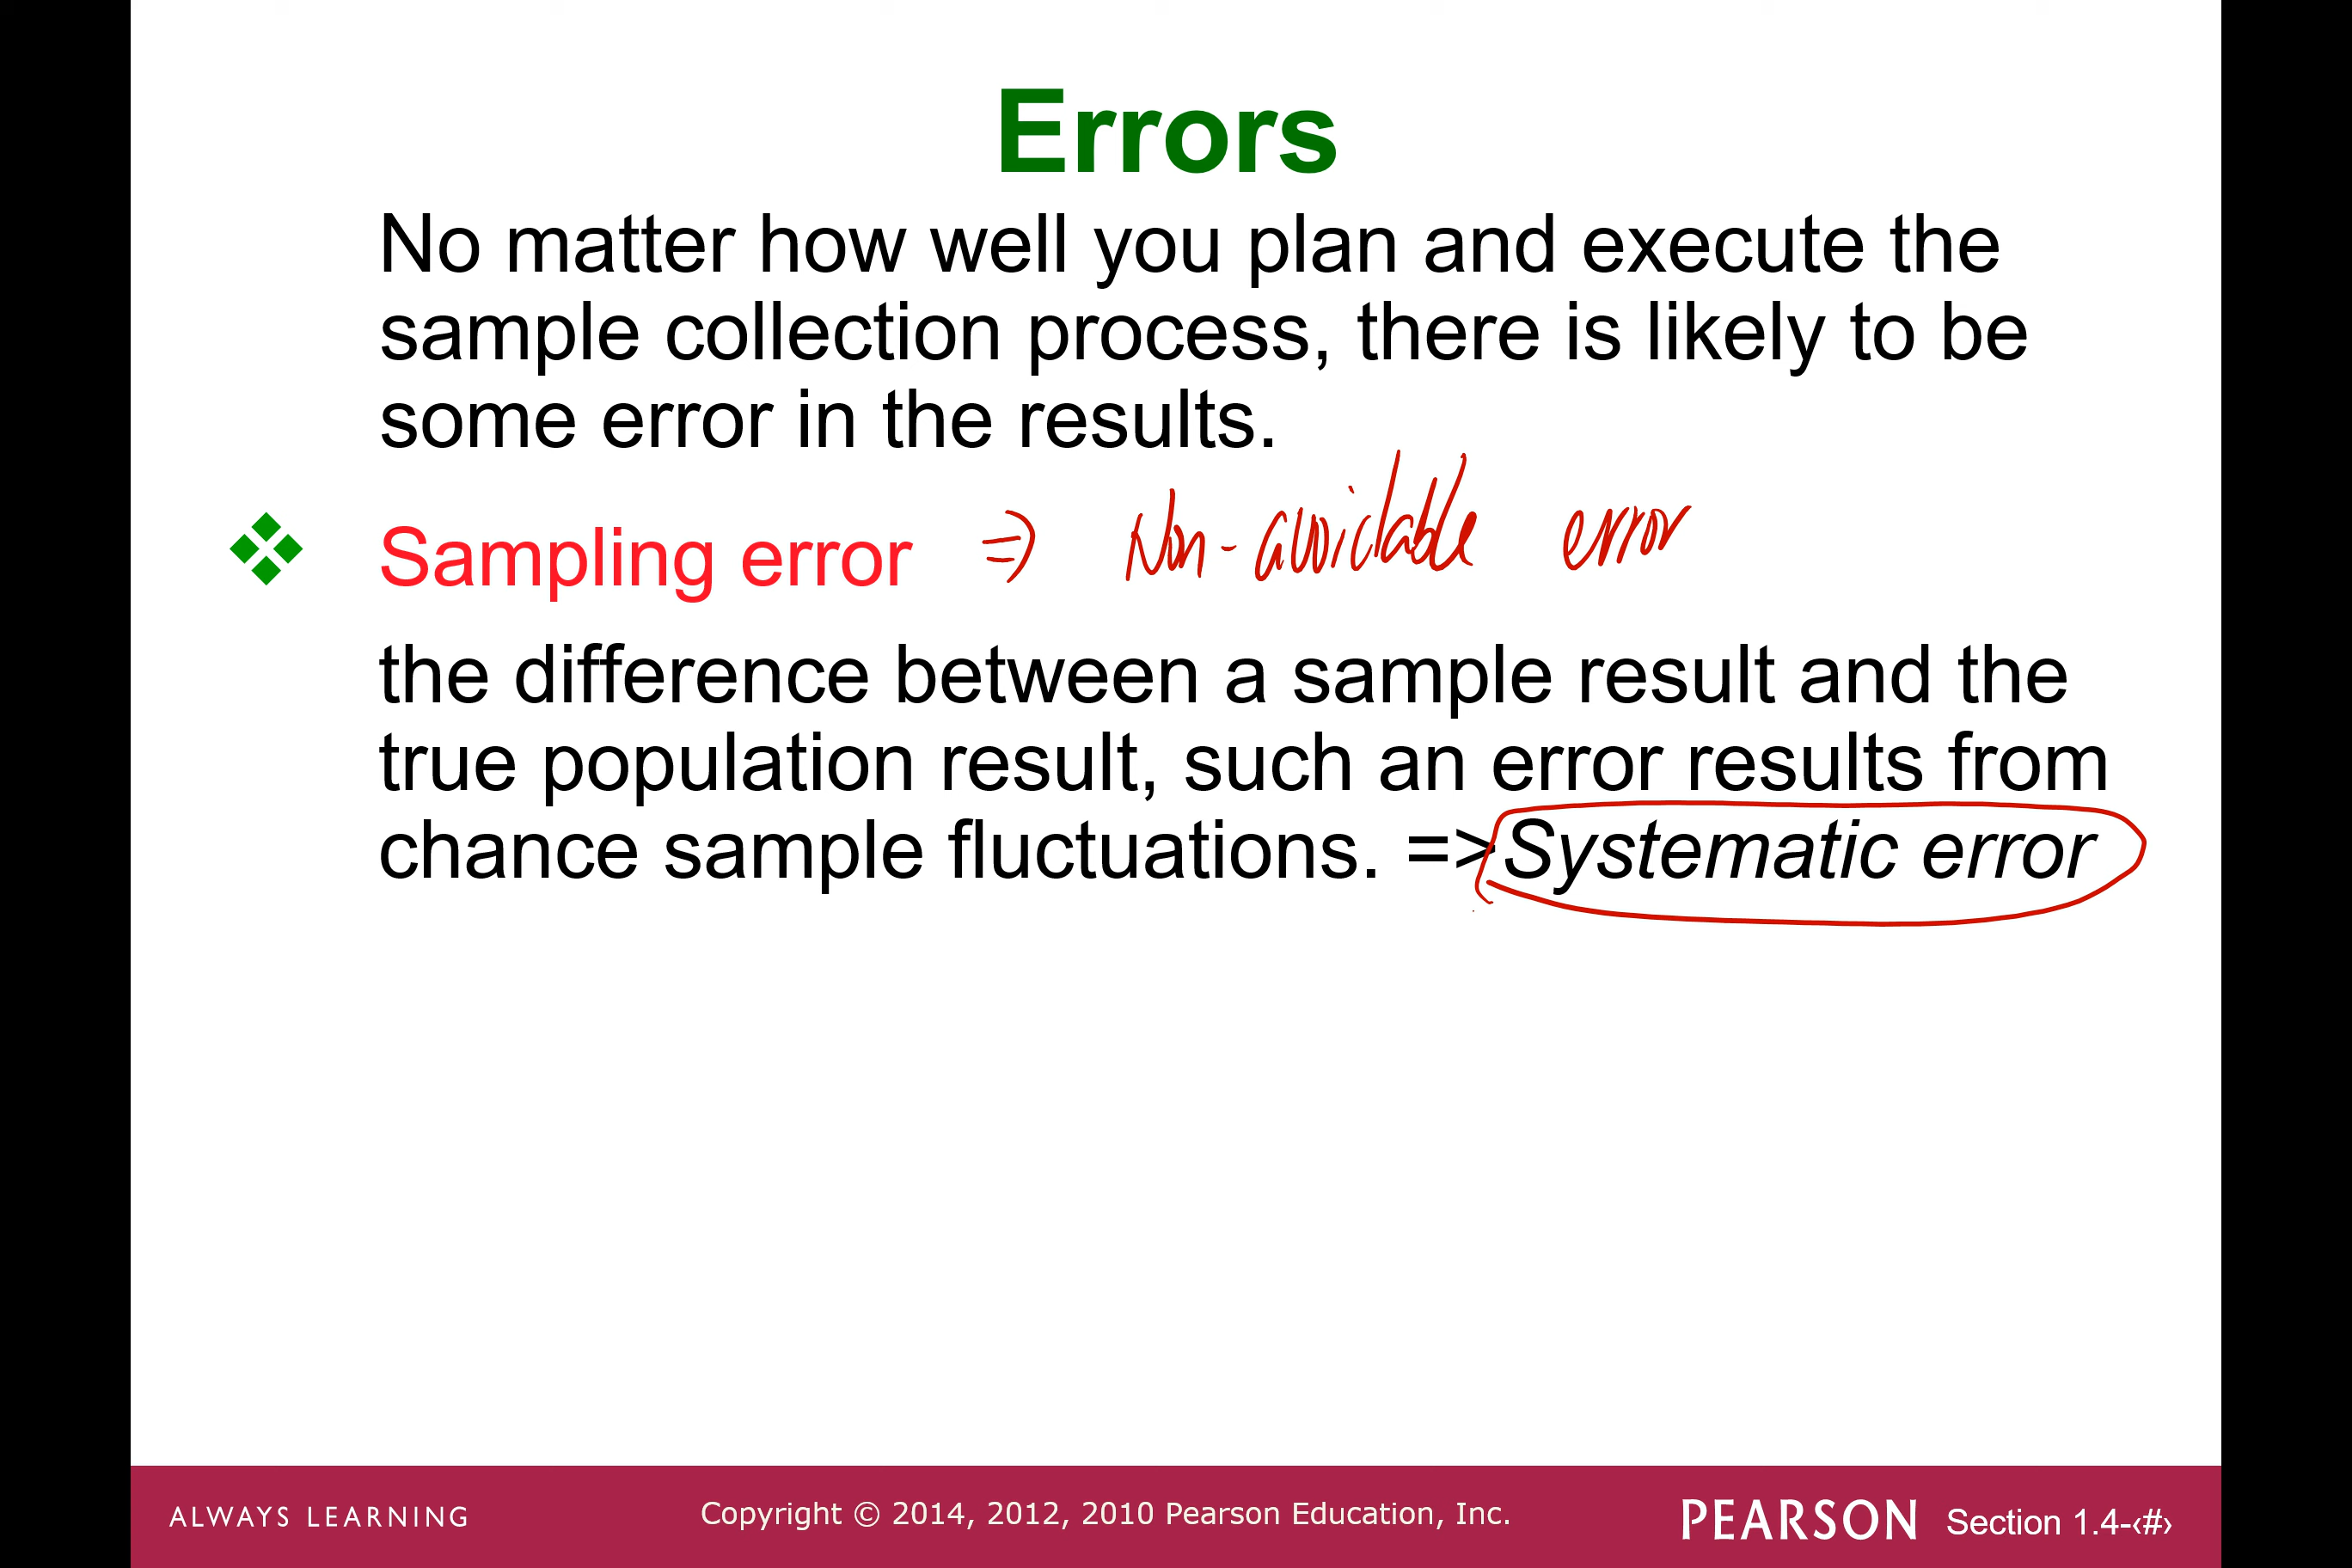 Errors
No matter how well you plan and execute the
sample collection process, there is likely to be
some error in the results.
❖ Sampling error ⇒ Non-avoidable error
the difference between a sample result and the
true population result, such an error results from
chance sample fluctuations. =>Systematic error
ALWAYS LEARNING Copyright © 2014, 2012, 2010 Pearson Education, Inc. PEARSON Section 1.4-‹#›